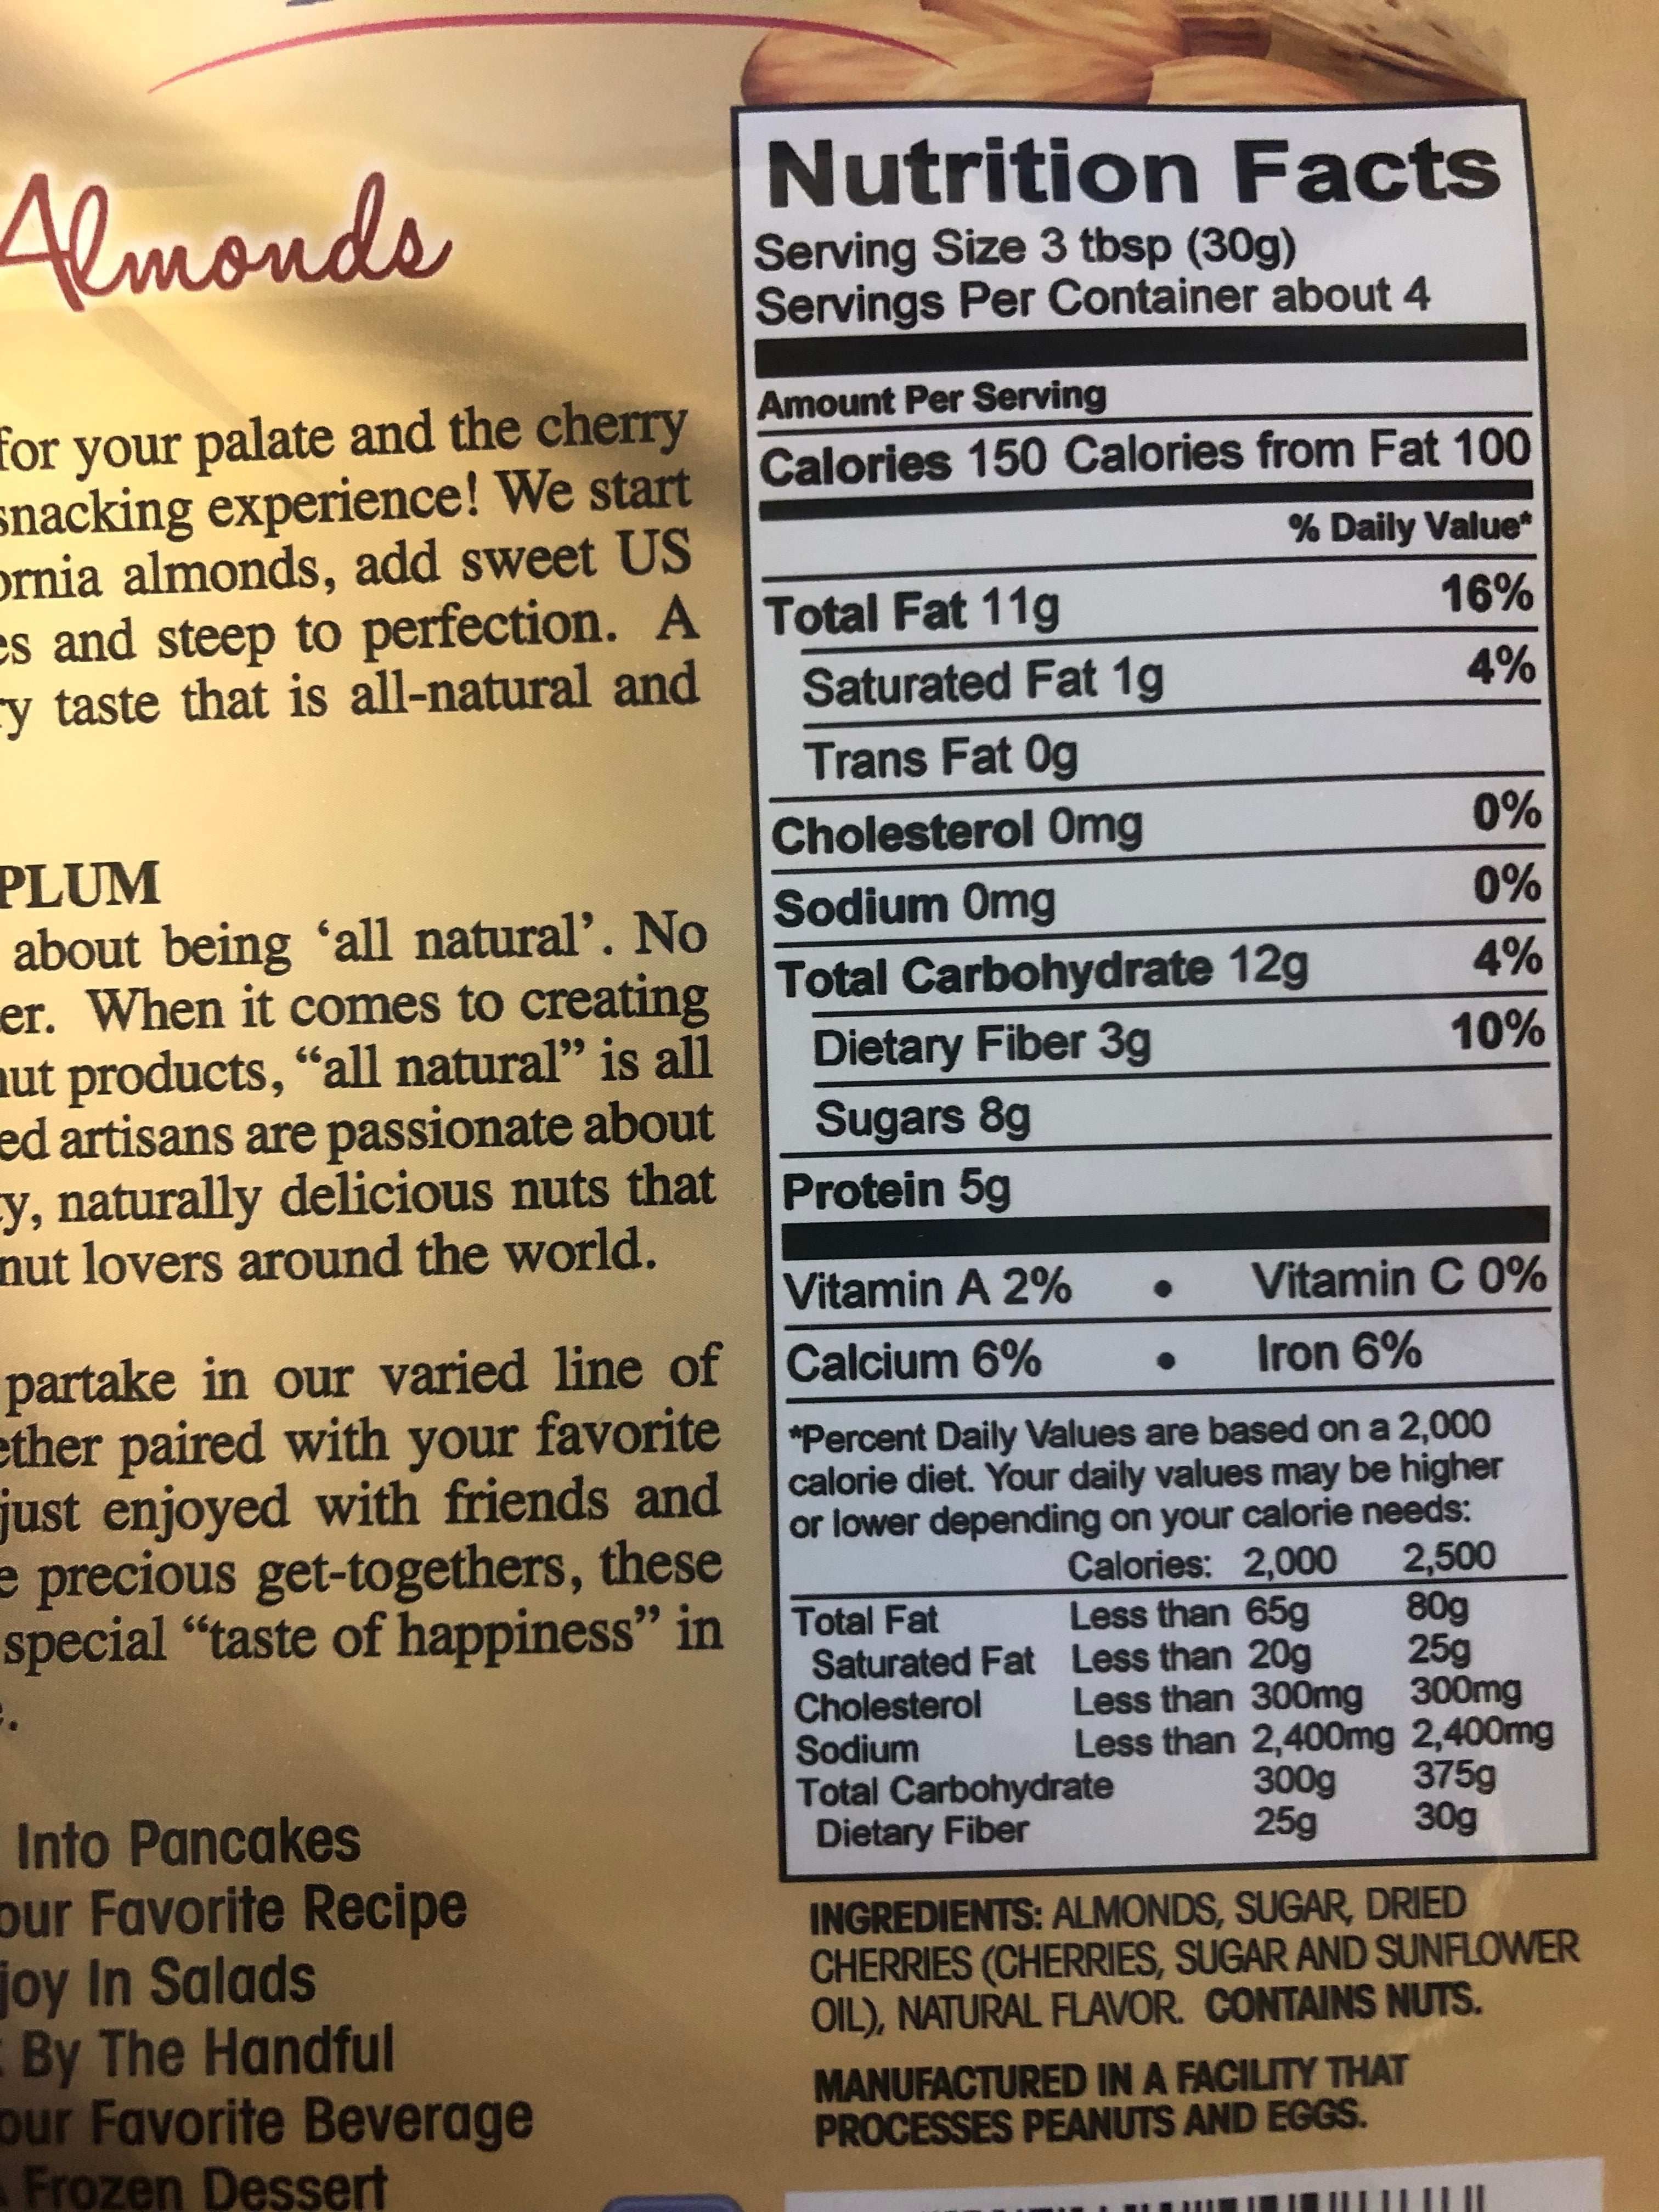 Almonds
for your palate and the cherry
snacking experience! We start
almonds, add sweet US
and steep to perfection. A
taste that is all-natural and
PLUM
about being ‘all natural’. No
When it comes to creating
products, “all natural” is all
artisans are passionate about
naturally delicious nuts that
nut lovers around the world.
partake in our varied line of
paired with your favorite
just enjoyed with friends and
precious get-togethers, these
special “taste of happiness” in
Into Pancakes
Favorite Recipe
In Salads
By The Handful
Favorite Beverage
Frozen Dessert
Nutrition Facts
Serving Size 3 tbsp (30g)
Servings Per Container about 4
Amount Per Serving
Calories 150 Calories from Fat 100
% Daily Value*
Total Fat 11g 16%
Saturated Fat 1g 4%
Trans Fat 0g
Cholesterol 0mg 0%
Sodium 0mg 0%
Total Carbohydrate 12g 4%
Dietary Fiber 3g 10%
Sugars 8g
Protein 5g
Vitamin A 2% • Vitamin C 0%
Calcium 6% • Iron 6%
*Percent Daily Values are based on a 2,000
calorie diet. Your daily values may be higher
or lower depending on your calorie needs:
Calories: 2,000 2,500
Total Fat Less than 65g 80g
Saturated Fat Less than 20g 25g
Cholesterol Less than 300mg 300mg
Sodium Less than 2,400mg 2,400mg
Total Carbohydrate 300g 375g
Dietary Fiber 25g 30g
INGREDIENTS: ALMONDS, SUGAR, DRIED
CHERRIES (CHERRIES, SUGAR AND SUNFLOWER
OIL), NATURAL FLAVOR. CONTAINS NUTS.
MANUFACTURED IN A FACILITY THAT
PROCESSES PEANUTS AND EGGS.